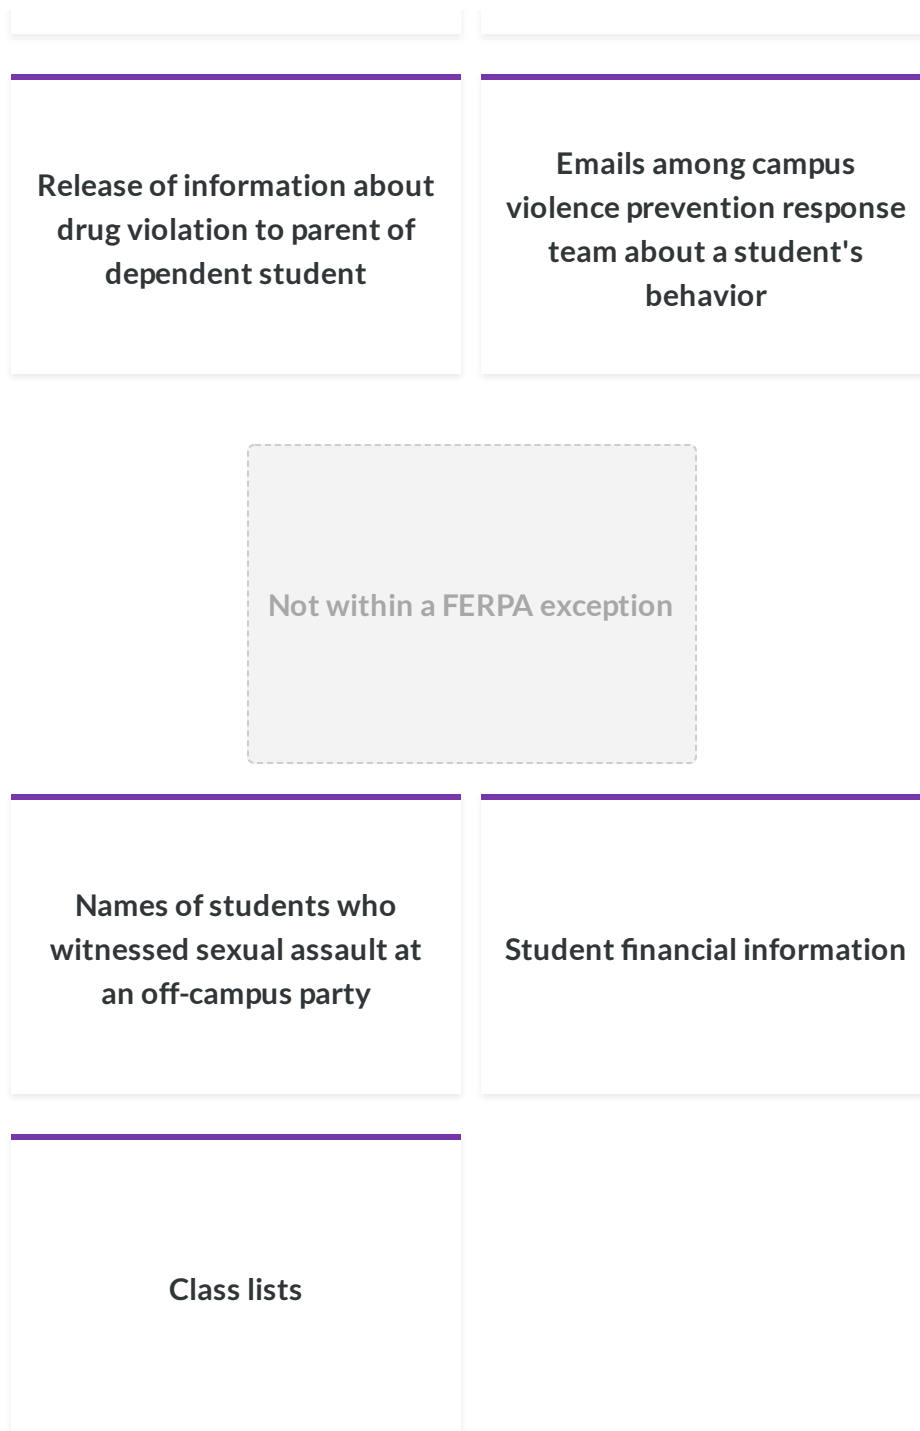 Release of information about
drug violation to parent of
dependent student
Emails among campus
violence prevention response
team about a student's
behavior
Not within a FERPA exception
Names of students who
witnessed sexual assault at
an off-campus party
Student financial information
Class lists